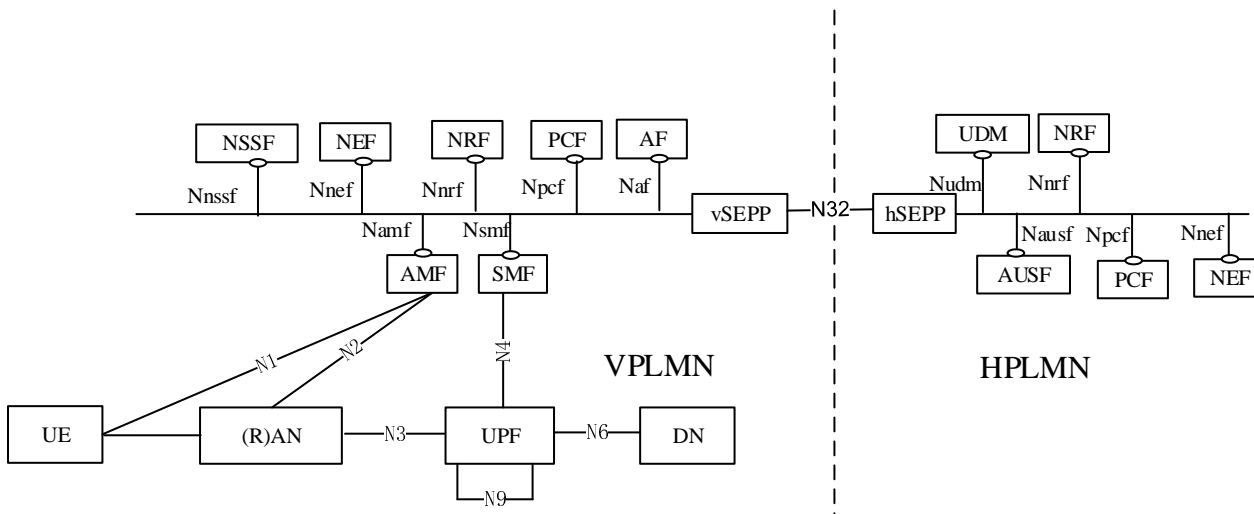 NSSF
NEF
NRF
PCF
AF
UDM
NRF
Nnssf
Nnef
Nnrf
Npcf
Naf
Nudm
Nnrf
vSEPP
N32
hSEPP
Namf
Nsmf
Nausf
Npcf
Nnef
AMF
SMF
AUSF
PCF
NEF
N1
N2
N4
VPLMN
HPLMN
UE
(R)AN
N3
UPF
N6
DN
N9